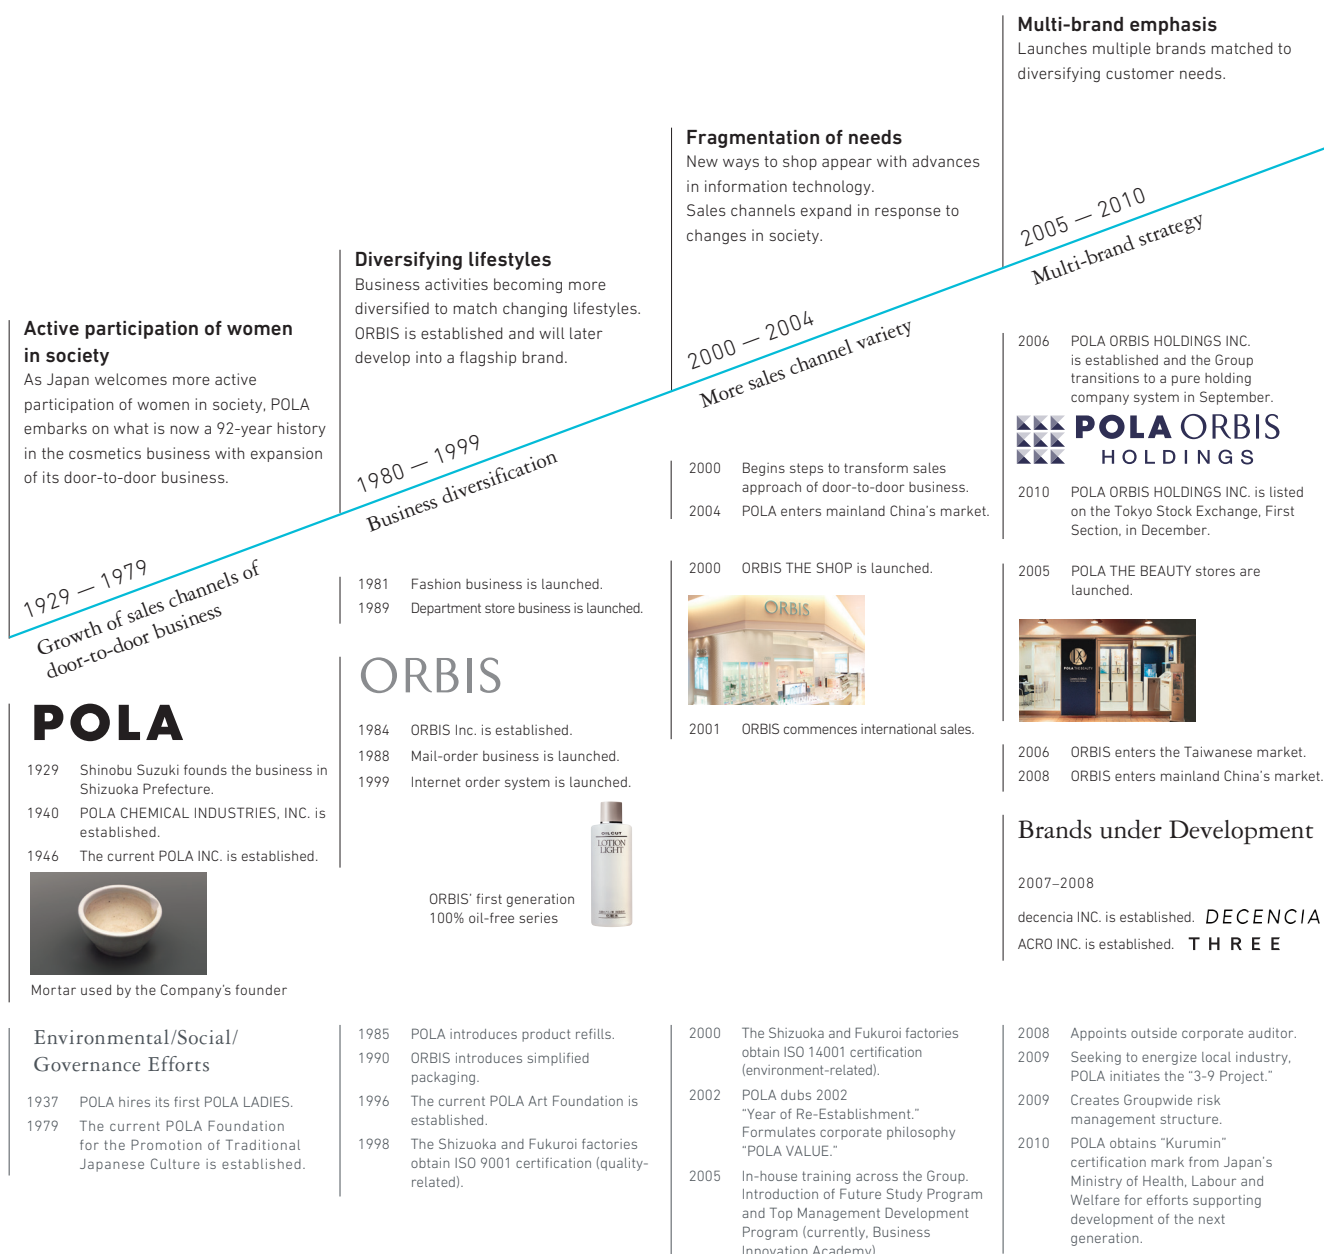 Active participation of women
in society
As Japan welcomes more active
participation of women in society, POLA
embarks on what is now a 92-year history
in the cosmetics business with expansion
of its door-to-door business.
1929 — 1979
Growth of sales channels of
door-to-door business
POLA
1929 Shinobu Suzuki founds the business in
Shizuoka Prefecture.
1940 POLA CHEMICAL INDUSTRIES, INC. is
established.
1946 The current POLA INC. is established.
Mortar used by the Company's founder
Environmental/Social/
Governance Efforts
1937 POLA hires its first POLA LADIES.
1979 The current POLA Foundation
for the Promotion of Traditional
Japanese Culture is established.
Diversifying lifestyles
Business activities becoming more
diversified to match changing lifestyles.
ORBIS is established and will later
develop into a flagship brand.
1980 — 1999
Business diversification
1981 Fashion business is launched.
1989 Department store business is launched.
ORBIS
1984 ORBIS Inc. is established.
1988 Mail-order business is launched.
1999 Internet order system is launched.
OILCUT
LOTION
LIGHT
ORBIS' first generation
100% oil-free series
1985 POLA introduces product refills.
1990 ORBIS introduces simplified
packaging.
1996 The current POLA Art Foundation is
established.
1998 The Shizuoka and Fukuroi factories
obtain ISO 9001 certification (quality-
related).
Fragmentation of needs
New ways to shop appear with advances
in information technology.
Sales channels expand in response to
changes in society.
2000 — 2004
More sales channel variety
2000 Begins steps to transform sales
approach of door-to-door business.
2004 POLA enters mainland China's market.
2000 ORBIS THE SHOP is launched.
ORBIS
2001 ORBIS commences international sales.
2000 The Shizuoka and Fukuroi factories
obtain ISO 14001 certification
(environment-related).
2002 POLA dubs 2002
"Year of Re-Establishment."
Formulates corporate philosophy
"POLA VALUE."
2005 In-house training across the Group.
Introduction of Future Study Program
and Top Management Development
Program (currently, Business
Innovation Academy)
Multi-brand emphasis
Launches multiple brands matched to
diversifying customer needs.
2005 — 2010
Multi-brand strategy
2006 POLA ORBIS HOLDINGS INC.
is established and the Group
transitions to a pure holding
company system in September.
POLA ORBIS
HOLDINGS
2010 POLA ORBIS HOLDINGS INC. is listed
on the Tokyo Stock Exchange, First
Section, in December.
2005 POLA THE BEAUTY stores are
launched.
POLA THE BEAUTY
2006 ORBIS enters the Taiwanese market.
2008 ORBIS enters mainland China's market.
Brands under Development
2007–2008
decencia INC. is established. DECENCIA
ACRO INC. is established. THREE
2008 Appoints outside corporate auditor.
2009 Seeking to energize local industry,
POLA initiates the "3-9 Project."
2009 Creates Groupwide risk
management structure.
2010 POLA obtains "Kurumin"
certification mark from Japan's
Ministry of Health, Labour and
Welfare for efforts supporting
development of the next
generation.